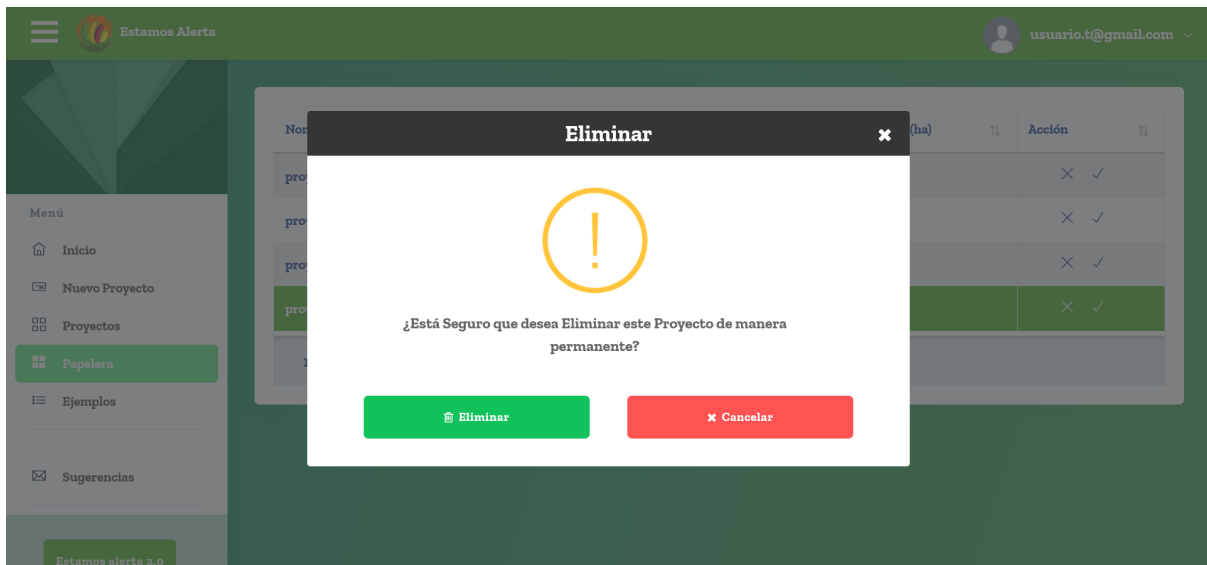 Estamos Alerta
usuario.t@gmail.com
Menú
Inicio
Nuevo Proyecto
Proyectos
Papelera
Ejemplos
Sugerencias
Estamos alerta 2.0
(ha)
Acción
Eliminar
¿Está Seguro que desea Eliminar este Proyecto de manera
permanente?
Eliminar
Cancelar